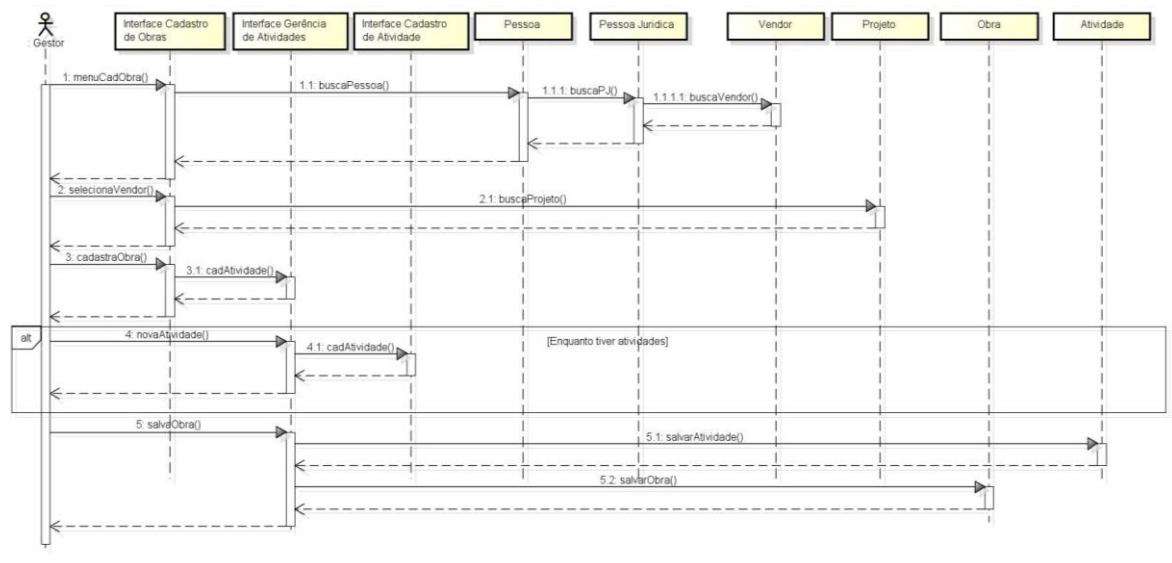 : Gestor
Interface Cadastro
de Obras
Interface Gerência
de Atividades
Interface Cadastro
de Atividade
Pessoa
Pessoa Juridica
Vendor
Projeto
Obra
Atividade
1: menuCadObra()
1.1: buscaPessoa()
1.1.1: buscaPJ()
1.1.1.1: buscaVendor()
2: selecionaVendor()
2.1: buscaProjeto()
3: cadastraObra()
3.1: cadAtividade()
alt
4: novaAtividade()
[Enquanto tiver atividades]
4.1: cadAtividade()
5: salvaObra()
5.1: salvarAtividade()
5.2: salvarObra()